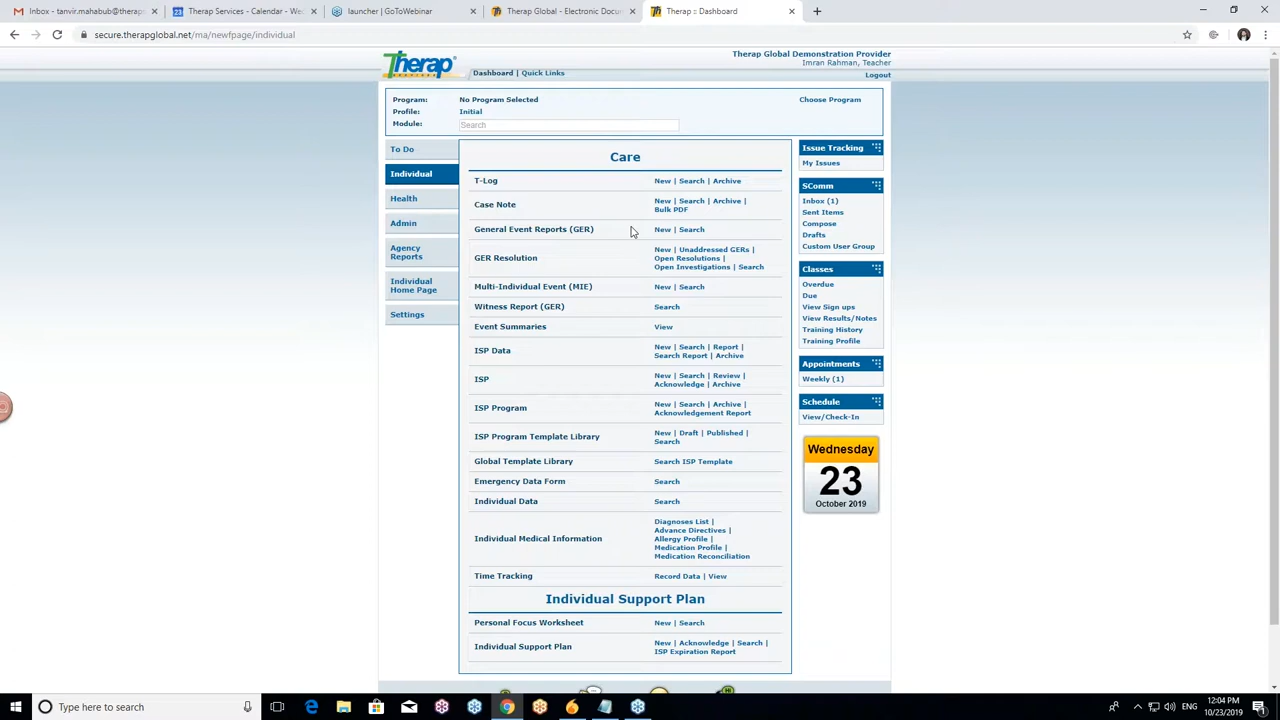 Inbox - tanvir.mahabub@therap
Calendar - Week
Therap Global - Electronic Doc
tanvir.mahabub@
secure.therapglobal.net/ma/newfpage/individual
Therap
SERVICES
Dashboard | Quick Links
Therap Global Demonstration Provider
Imran Rahman, Teacher
Logout
Program: No Program Selected Choose Program
Profile: Initial
Module: Search
To Do
Individual
Health
Admin
Agency
Reports
Individual
Home Page
Settings
Care
T-Log New | Search | Archive
Case Note New | Search | Archive |
Bulk PDF
General Event Reports (GER) New | Search
GER Resolution New | Unaddressed GERs |
Open Resolutions |
Open Investigations | Search
Multi-Individual Event (MIE) New | Search
Witness Report (GER) Search
Event Summaries View
ISP Data New | Search | Report |
Search Report | Archive
ISP New | Search | Review |
Acknowledge | Archive
ISP Program New | Search | Archive |
Acknowledgement Report
ISP Program Template Library New | Draft | Published |
Search
Global Template Library Search ISP Template
Emergency Data Form Search
Individual Data Search
Individual Medical Information Diagnoses List |
Advance Directives |
Allergy Profile |
Medication Profile |
Medication Reconciliation
Time Tracking Record Data | View
Individual Support Plan
Personal Focus Worksheet New | Search
Individual Support Plan New | Acknowledge | Search |
ISP Expiration Report
Issue Tracking
My Issues
SComm
Inbox (1)
Sent Items
Compose
Drafts
Custom User Group
Classes
Overdue
Due
View Sign ups
View Results/Notes
Training History
Training Profile
Appointments
Weekly (1)
Schedule
View/Check-In
Wednesday
23
October 2019
Type here to search
12:04 PM
10/23/2019